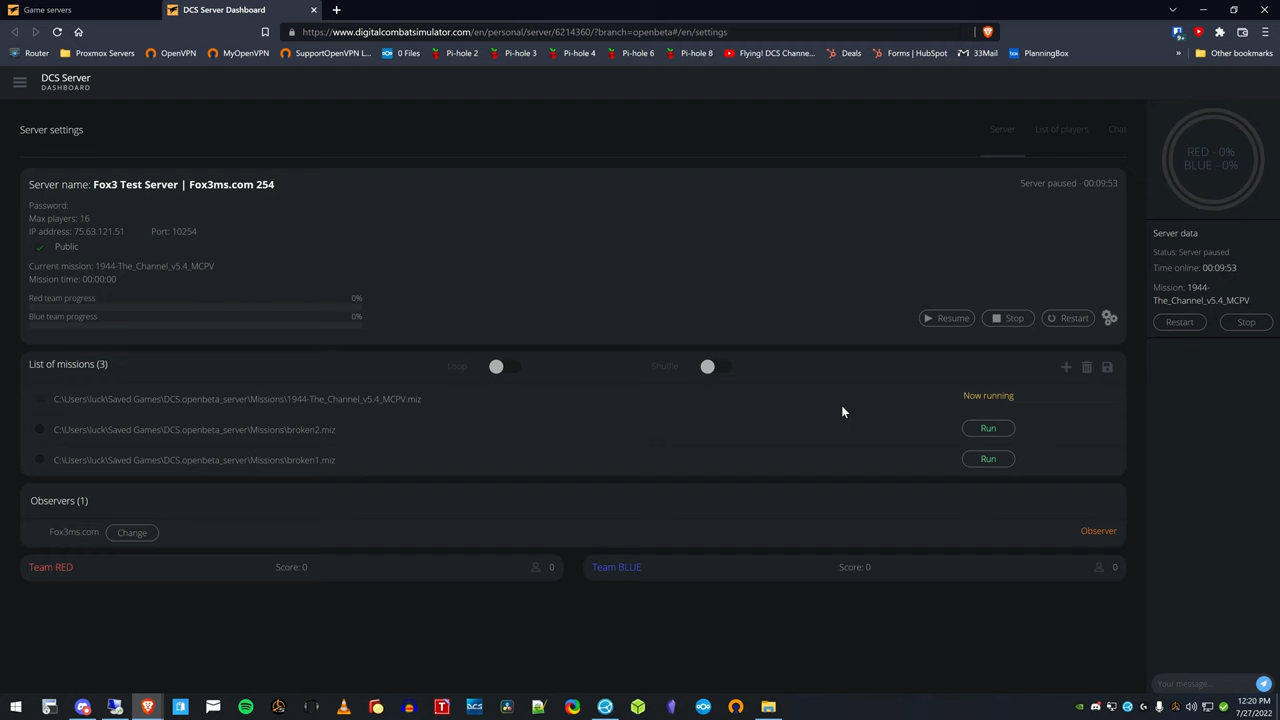 Game servers
DCS Server Dashboard
https://www.digitalcombatsimulator.com/en/personal/server/6214360/?branch=openbeta#/en/settings
Router
Proxmox Servers
OpenVPN
MyOpenVPN
SupportOpenVPN L...
0 Files
Pi-hole 2
Pi-hole 3
Pi-hole 4
Pi-hole 6
Pi-hole 8
Flying! DCS Channe...
Deals
Forms | HubSpot
33Mail
PlanningBox
»
Other bookmarks
DCS Server
DASHBOARD
Server settings
Server
List of players
Chat
RED - 0%
BLUE - 0%
Server name: Fox3 Test Server | Fox3ms.com 254
Server paused - 00:09:53
Password:
Max players: 16
IP address: 75.63.121.51
Port: 10254
Public
Current mission: 1944-The_Channel_v5.4_MCPV
Mission time: 00:00:00
Red team progress
0%
Blue team progress
0%
Resume
Stop
Restart
Server data
Status: Server paused
Time online: 00:09:53
Mission: 1944-
The_Channel_v5.4_MCPV
Restart
Stop
List of missions (3)
Loop
Shuffle
C:\Users\luck\Saved Games\DCS.openbeta_server\Missions\1944-The_Channel_v5.4_MCPV.miz
Now running
C:\Users\luck\Saved Games\DCS.openbeta_server\Missions\broken2.miz
Run
C:\Users\luck\Saved Games\DCS.openbeta_server\Missions\broken1.miz
Run
Observers (1)
Fox3ms.com
Change
Observer
Team RED
Score: 0
0
Team BLUE
Score: 0
0
Your message...
12:20 PM
7/27/2022